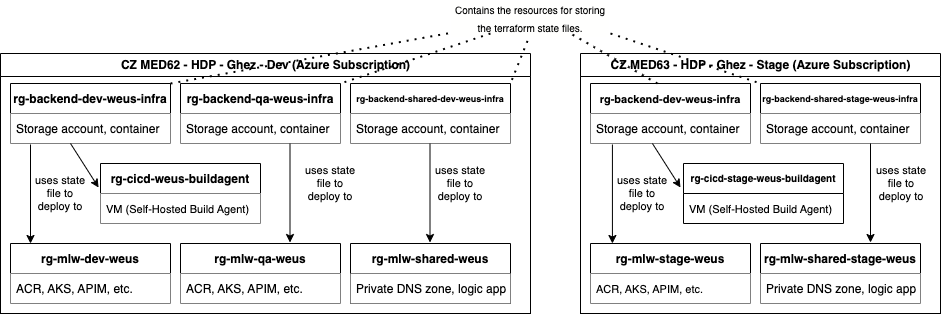 Contains the resources for storing
the terraform state files.
CZ MED62 - HDP - Ghez - Dev (Azure Subscription)
rg-backend-dev-weus-infra
Storage account, container
rg-backend-qa-weus-infra
Storage account, container
rg-backend-shared-dev-weus-infra
Storage account, container
uses state
file to
deploy to
rg-cicd-weus-buildagent
VM (Self-Hosted Build Agent)
uses state
file to
deploy to
uses state
file to
deploy to
rg-mlw-dev-weus
ACR, AKS, APIM, etc.
rg-mlw-qa-weus
ACR, AKS, APIM, etc.
rg-mlw-shared-weus
Private DNS zone, logic app
CZ MED63 - HDP - Ghez - Stage (Azure Subscription)
rg-backend-dev-weus-infra
Storage account, container
rg-backend-shared-stage-weus-infra
Storage account, container
uses state
file to
deploy to
rg-cicd-stage-weus-buildagent
VM (Self-Hosted Build Agent)
uses state
file to
deploy to
rg-mlw-stage-weus
ACR, AKS, APIM, etc.
rg-mlw-shared-stage-weus
Private DNS zone, logic app